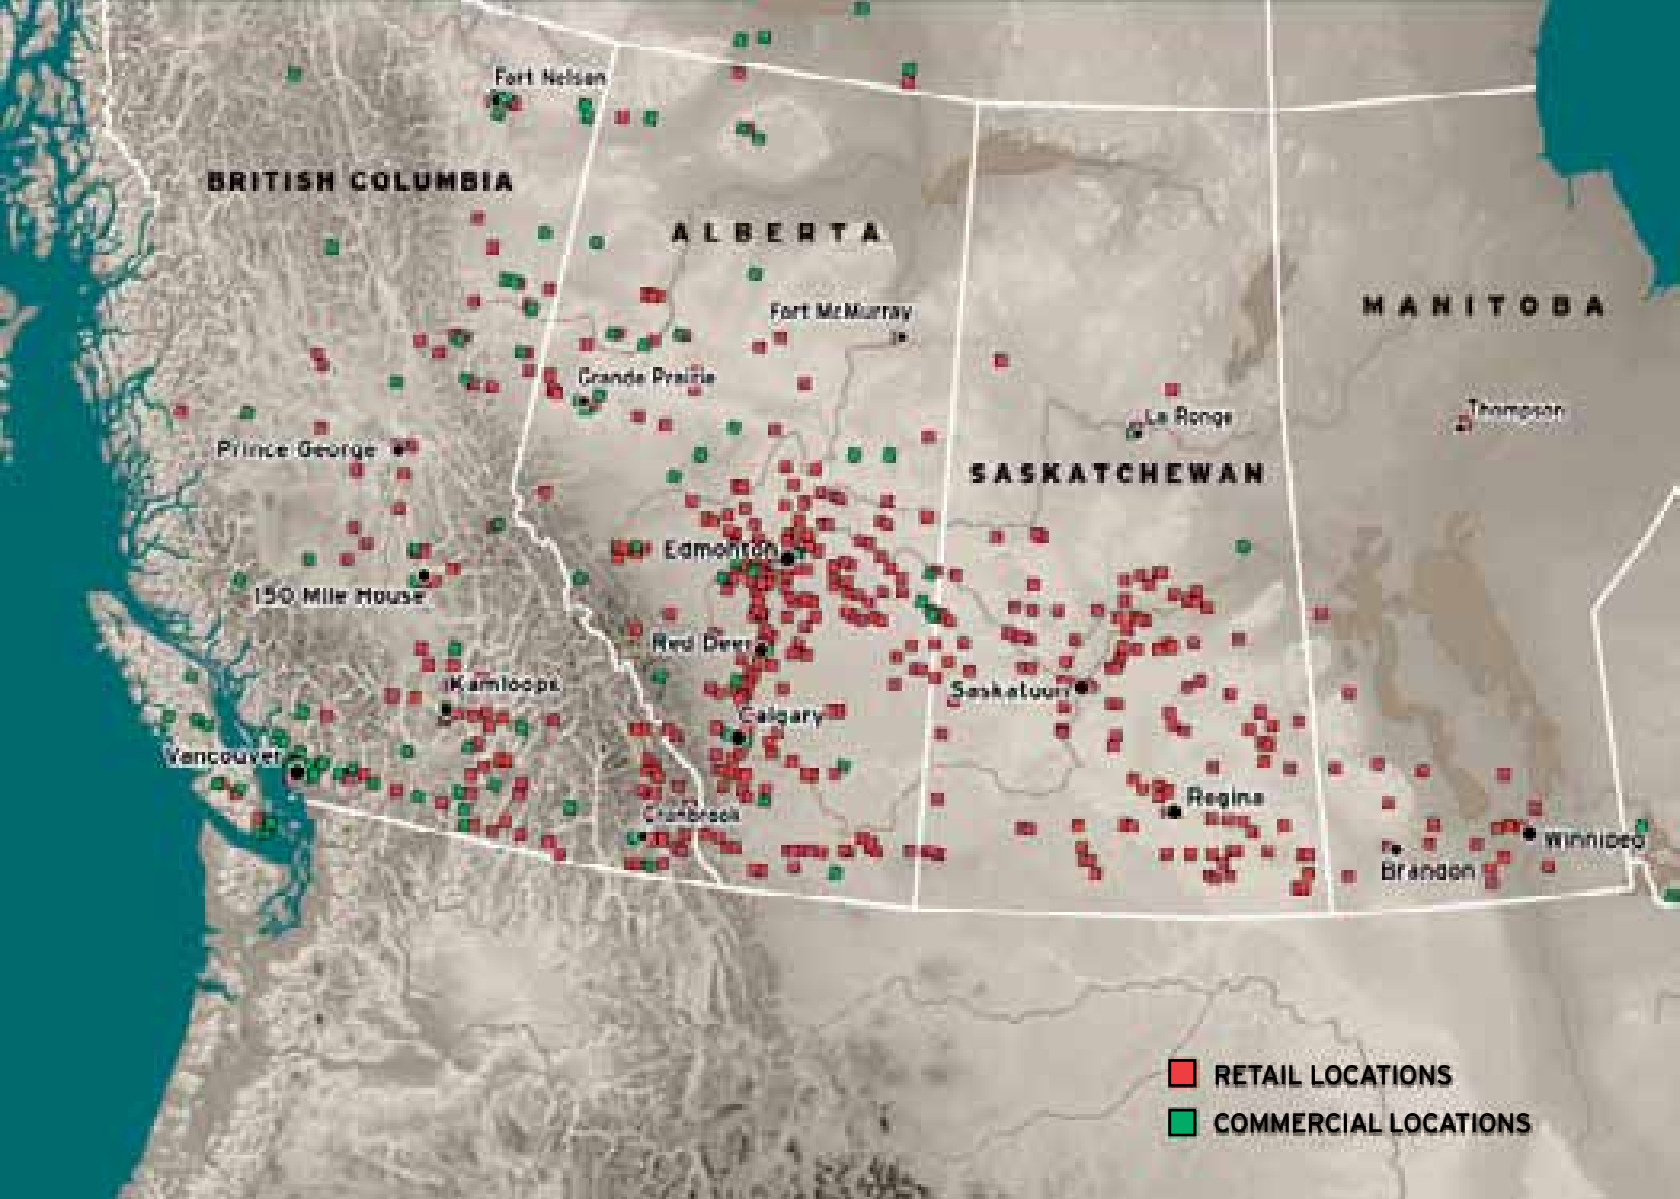 Fort Nelson
BRITISH COLUMBIA
ALBERTA
Fort McMurray
MANITOBA
Grande Prairie
La Ronge
Thompson
Prince George
SASKATCHEWAN
Edmonton
150 Mile House
Red Deer
Kamloops
Saskatoon
Calgary
Vancouver
Regina
Cranbrook
Winnipeg
Brandon
RETAIL LOCATIONS
COMMERCIAL LOCATIONS